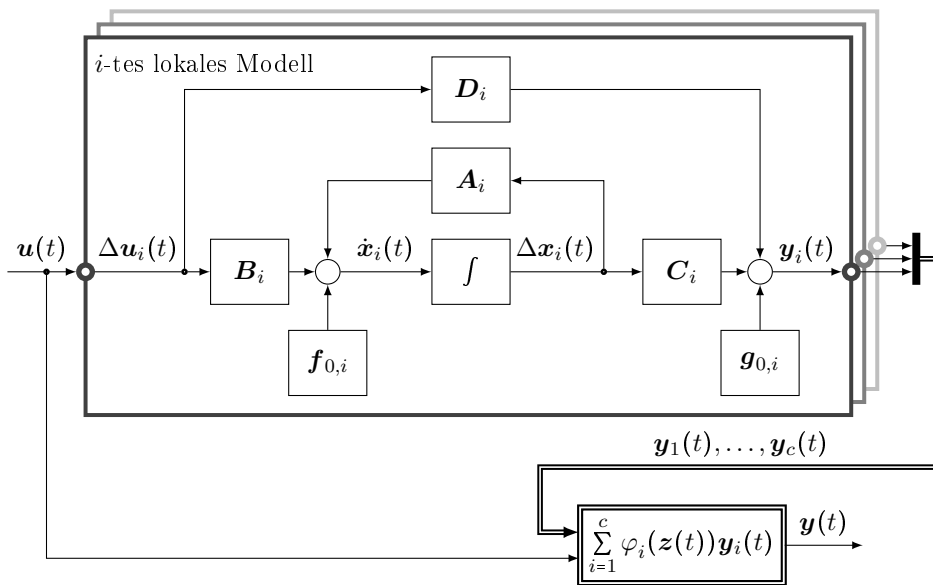 i-tes lokales Modell
D_i
A_i
u(t)
Δu_i(t)
B_i
ẋ_i(t)
∫
Δx_i(t)
C_i
y_i(t)
f_{0,i}
g_{0,i}
y_1(t), …, y_c(t)
∑_{i=1}^{c} φ_i(z(t))y_i(t)
y(t)